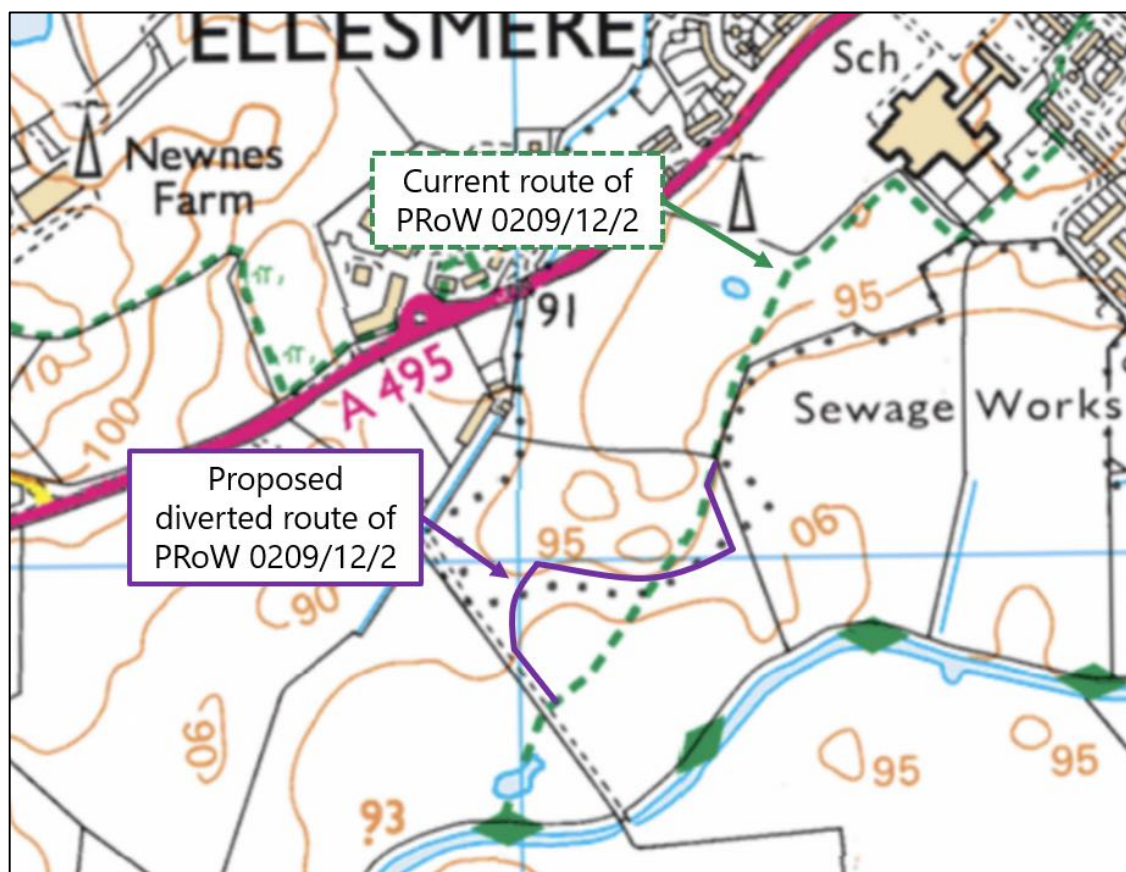 ELLESMERE
Sch
Newnes
Farm
Current route of
PRoW 0209/12/2
91
95
A 495
100
10
Sewage Works
Proposed
diverted route of
PRoW 0209/12/2
95
90
90
90
95
95
93